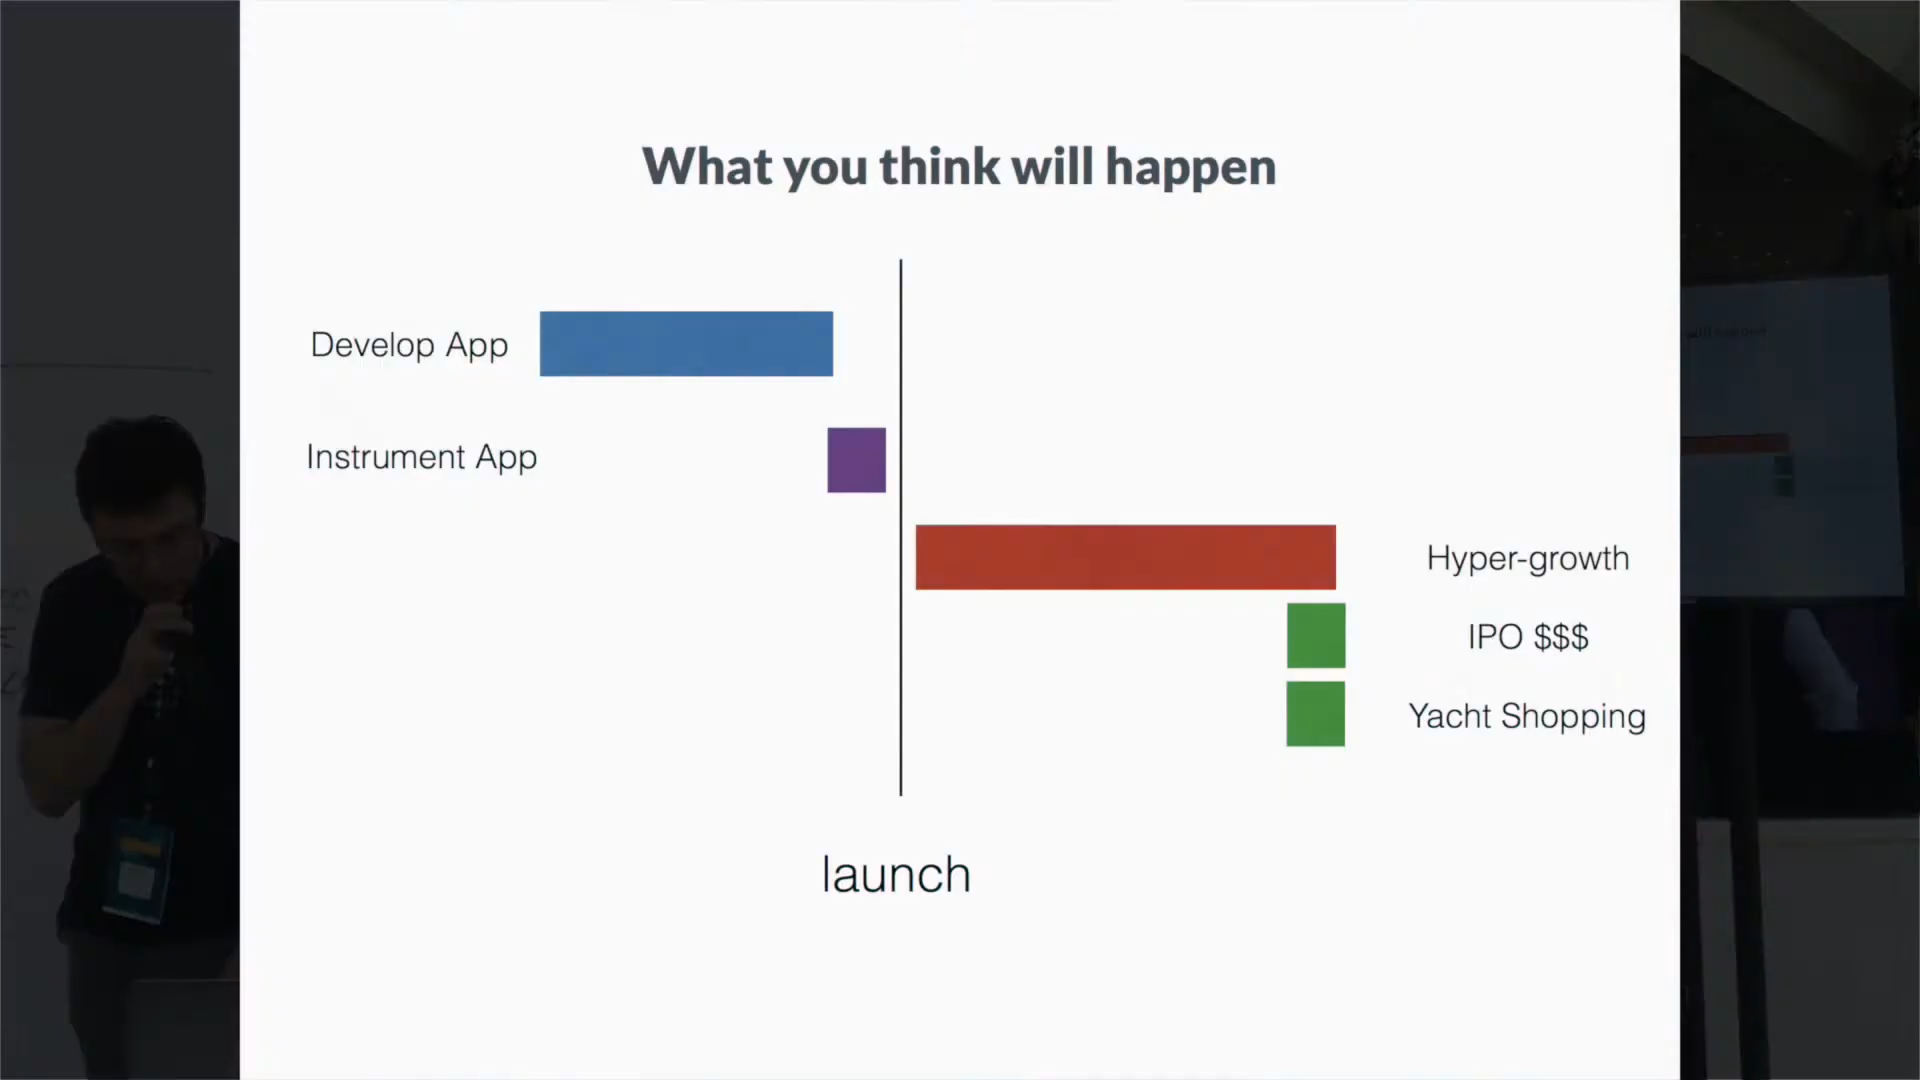 What you think will happen
Develop App
Instrument App
Hyper-growth
IPO $$$
Yacht Shopping
launch